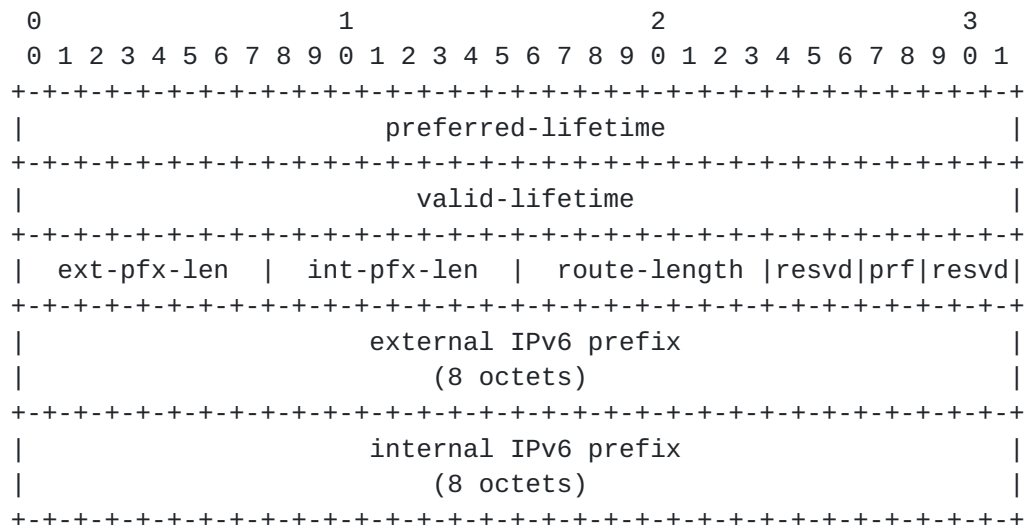 0                   1                   2                   3
 0 1 2 3 4 5 6 7 8 9 0 1 2 3 4 5 6 7 8 9 0 1 2 3 4 5 6 7 8 9 0 1
+-+-+-+-+-+-+-+-+-+-+-+-+-+-+-+-+-+-+-+-+-+-+-+-+-+-+-+-+-+-+-+-+
|                       preferred-lifetime                      |
+-+-+-+-+-+-+-+-+-+-+-+-+-+-+-+-+-+-+-+-+-+-+-+-+-+-+-+-+-+-+-+-+
|                         valid-lifetime                        |
+-+-+-+-+-+-+-+-+-+-+-+-+-+-+-+-+-+-+-+-+-+-+-+-+-+-+-+-+-+-+-+-+
|  ext-pfx-len  |  int-pfx-len  |  route-length |resvd|prf|resvd|
+-+-+-+-+-+-+-+-+-+-+-+-+-+-+-+-+-+-+-+-+-+-+-+-+-+-+-+-+-+-+-+-+
|                      external IPv6 prefix                     |
|                          (8 octets)                           |
+-+-+-+-+-+-+-+-+-+-+-+-+-+-+-+-+-+-+-+-+-+-+-+-+-+-+-+-+-+-+-+-+
|                      internal IPv6 prefix                     |
|                          (8 octets)                           |
+-+-+-+-+-+-+-+-+-+-+-+-+-+-+-+-+-+-+-+-+-+-+-+-+-+-+-+-+-+-+-+-+